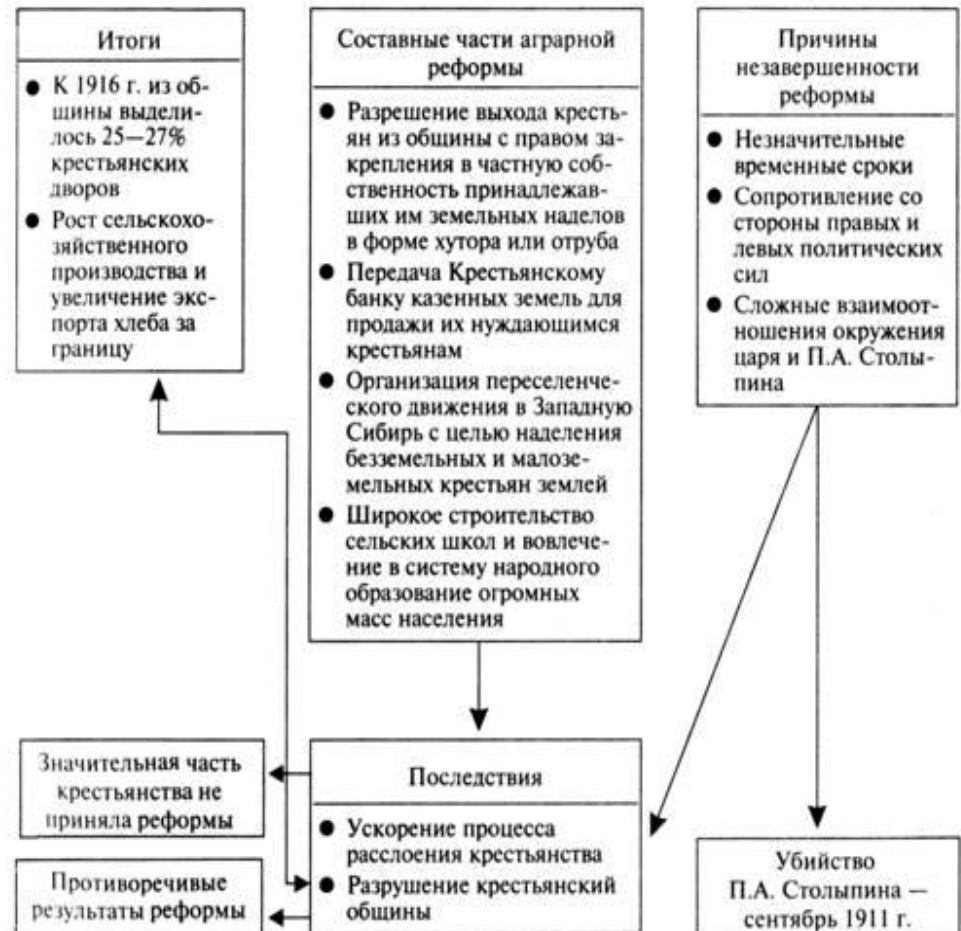 Итоги
● К 1916 г. из об-
щины выдели-
лось 25—27%
крестьянских
дворов
● Рост сельскохо-
зяйственного
производства и
увеличение экс-
порта хлеба за
границу
Составные части аграрной
реформы
● Разрешение выхода кресть-
ян из общины с правом за-
крепления в частную соб-
ственность принадлежав-
ших им земельных наделов
в форме хутора или отруба
● Передача Крестьянскому
банку казенных земель для
продажи их нуждающимся
крестьянам
● Организация переселенче-
ского движения в Западную
Сибирь с целью наделения
безземельных и малозе-
мельных крестьян землей
● Широкое строительство
сельских школ и вовлече-
ние в систему народного
образование огромных
масс населения
Причины
незавершенности
реформы
● Незначительные
временные сроки
● Сопротивление со
стороны правых и
левых политических
сил
● Сложные взаимоот-
ношения окружения
царя и П.А. Столы-
пина
Значительная часть
крестьянства не
приняла реформы
Противоречивые
результаты реформы
Последствия
● Ускорение процесса
расслоения крестьянства
● Разрушение крестьянский
общины
Убийство
П.А. Столыпина —
сентябрь 1911 г.